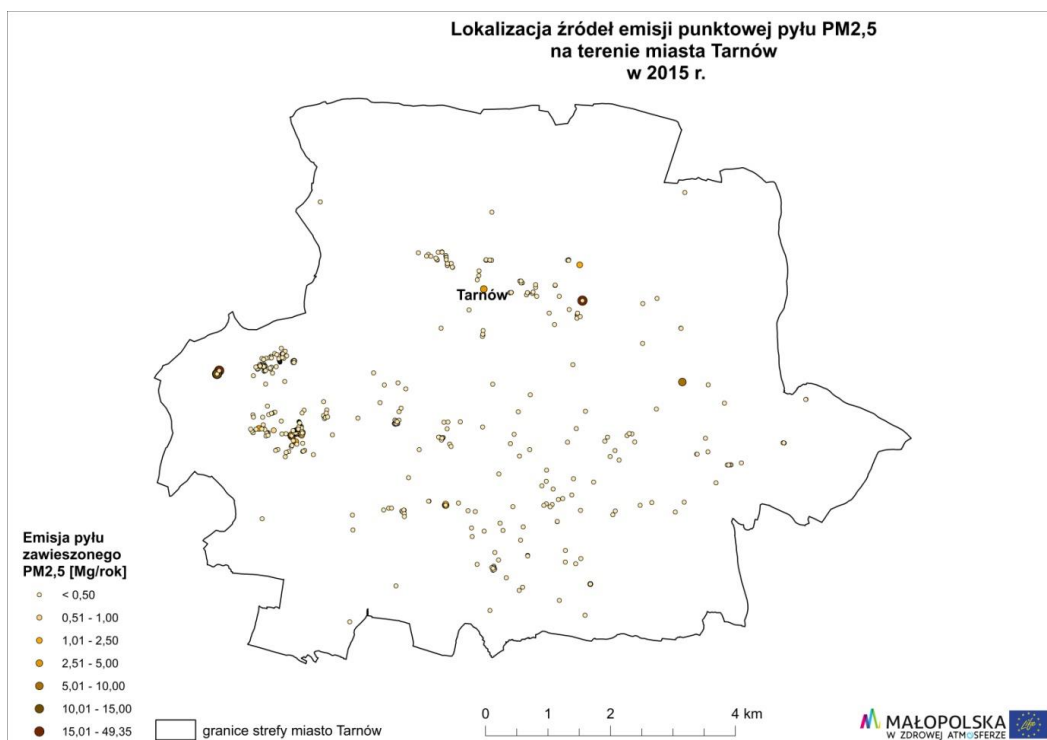 Lokalizacja źródeł emisji punktowej pyłu PM2,5
na terenie miasta Tarnów
w 2015 r.
Tarnów
Emisja pyłu
zawieszonego
PM2,5 [Mg/rok]
< 0,50
0,51 - 1,00
1,01 - 2,50
2,51 - 5,00
5,01 - 10,00
10,01 - 15,00
15,01 - 49,35
granice strefy miasto Tarnów
0 1 2 4 km
MAŁOPOLSKA
W ZDROWEJ ATMOSFERZE
Life